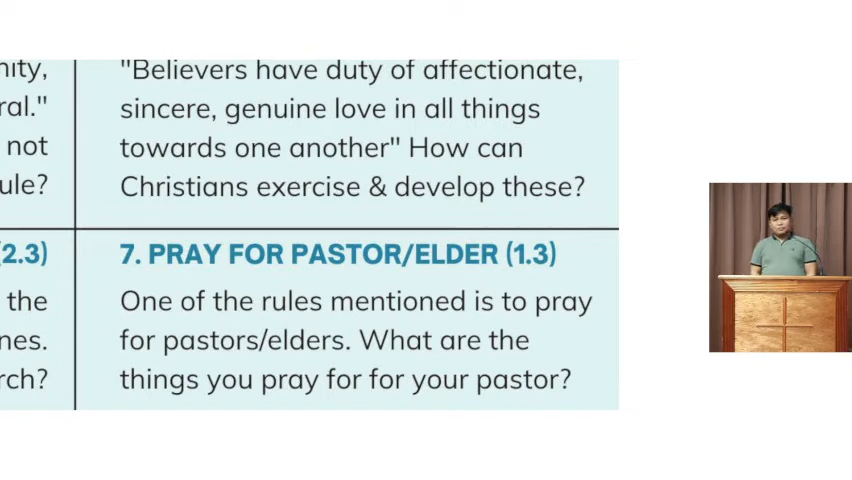 nity,
ral."
not
ule?
"Believers have duty of affectionate,
sincere, genuine love in all things
towards one another" How can
Christians exercise & develop these?
(2.3)
the
nes.
rch?
7. PRAY FOR PASTOR/ELDER (1.3)
One of the rules mentioned is to pray
for pastors/elders. What are the
things you pray for for your pastor?